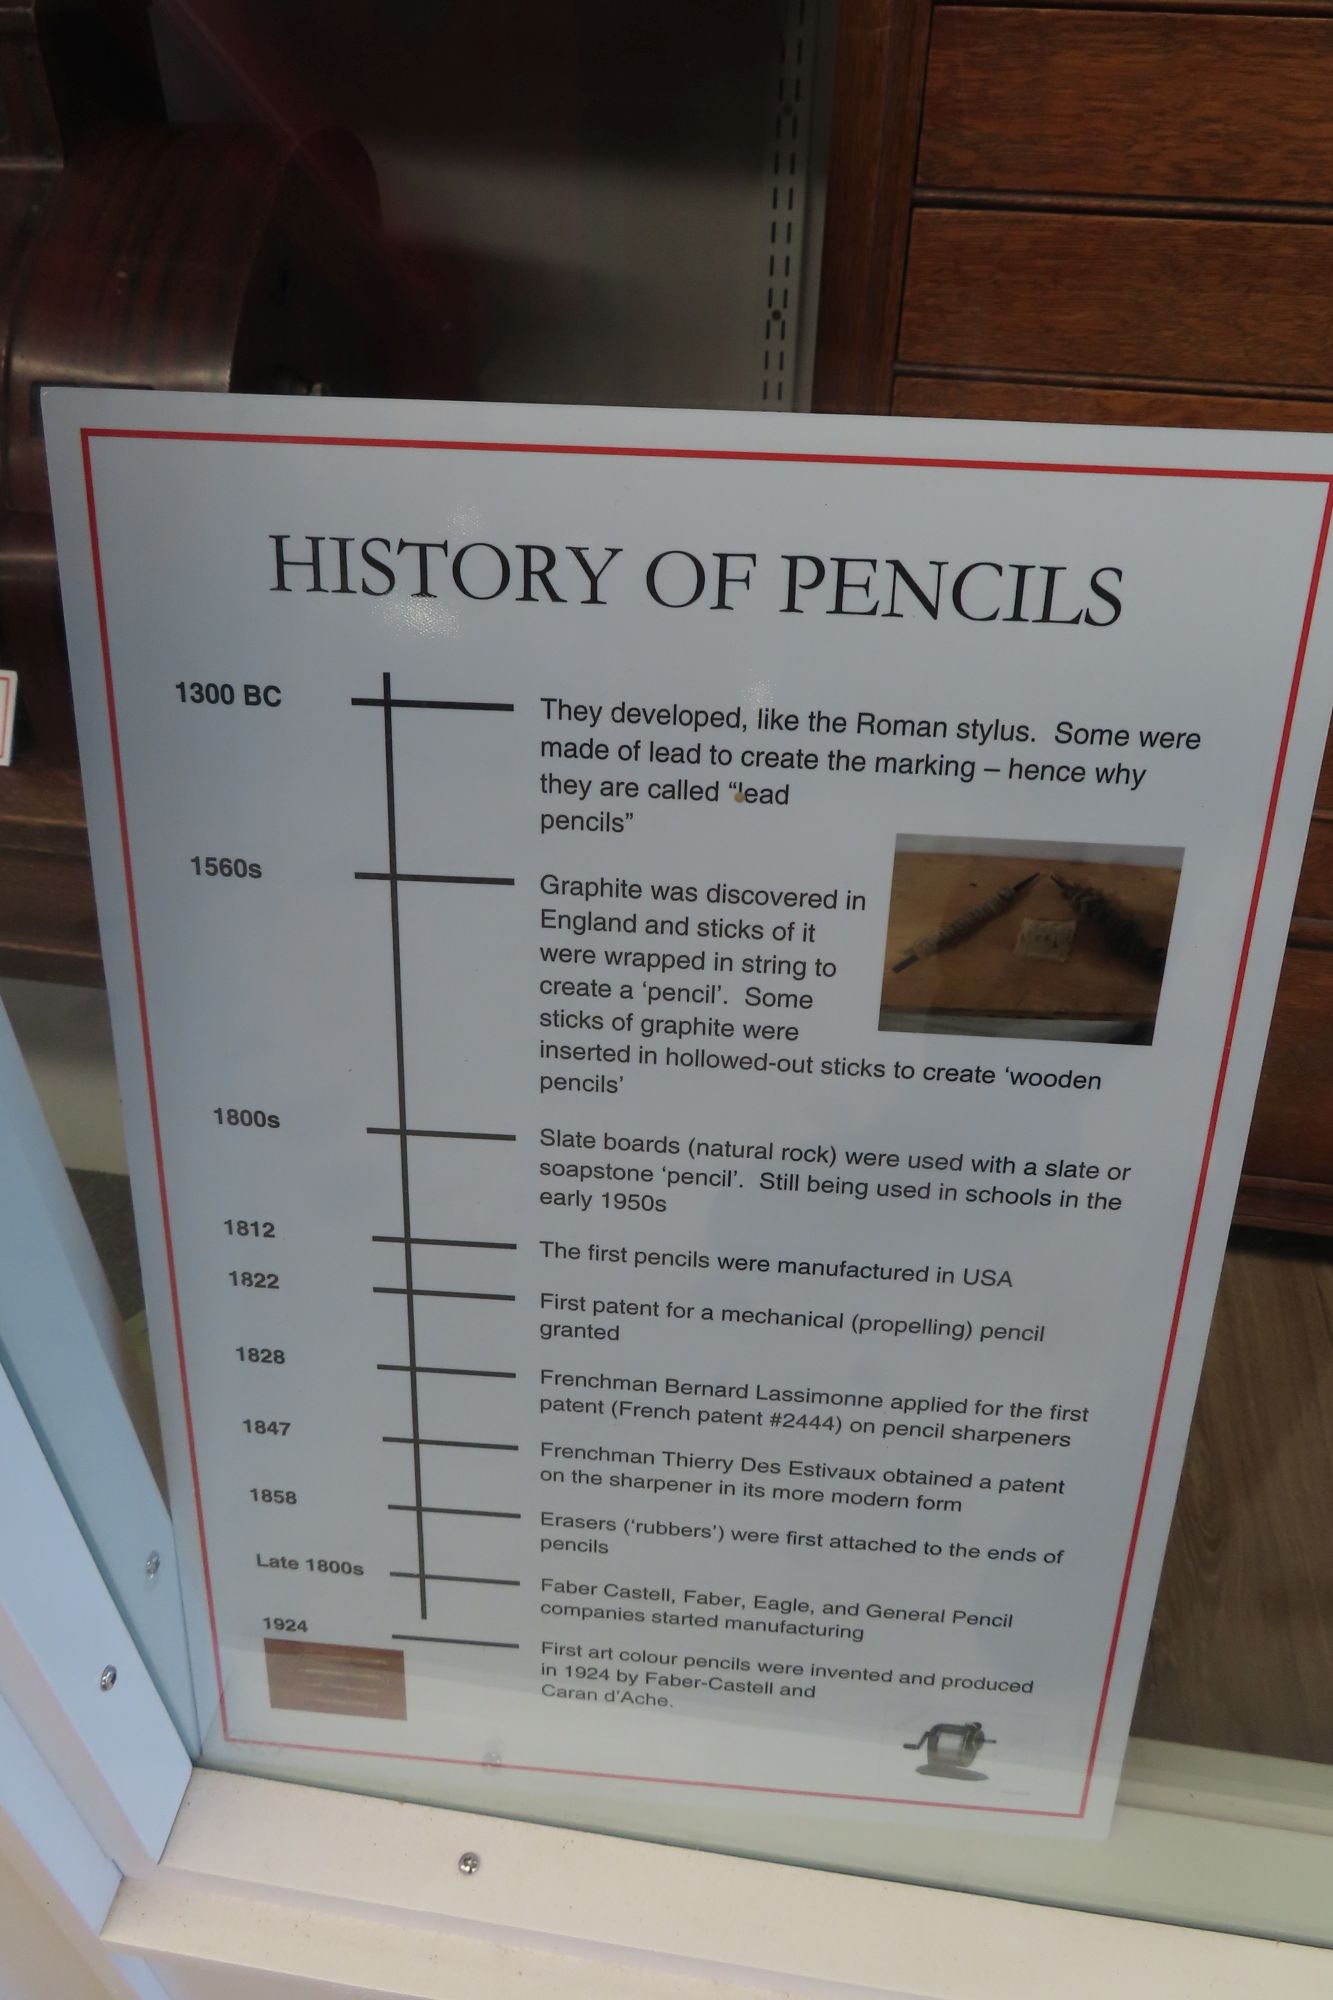 HISTORY OF PENCILS
1300 BC
They developed, like the Roman stylus. Some were
made of lead to create the marking – hence why
they are called “lead
pencils”
1560s
Graphite was discovered in
England and sticks of it
were wrapped in string to
create a ‘pencil’. Some
sticks of graphite were
inserted in hollowed-out sticks to create ‘wooden
pencils’
1800s
Slate boards (natural rock) were used with a slate or
soapstone ‘pencil’. Still being used in schools in the
early 1950s
1812
The first pencils were manufactured in USA
1822
First patent for a mechanical (propelling) pencil
granted
1828
Frenchman Bernard Lassimonne applied for the first
patent (French patent #2444) on pencil sharpeners
1847
Frenchman Thierry Des Estivaux obtained a patent
on the sharpener in its more modern form
1858
Erasers (‘rubbers’) were first attached to the ends of
pencils
Late 1800s
Faber Castell, Faber, Eagle, and General Pencil
companies started manufacturing
1924
First art colour pencils were invented and produced
in 1924 by Faber-Castell and
Caran d’Ache.